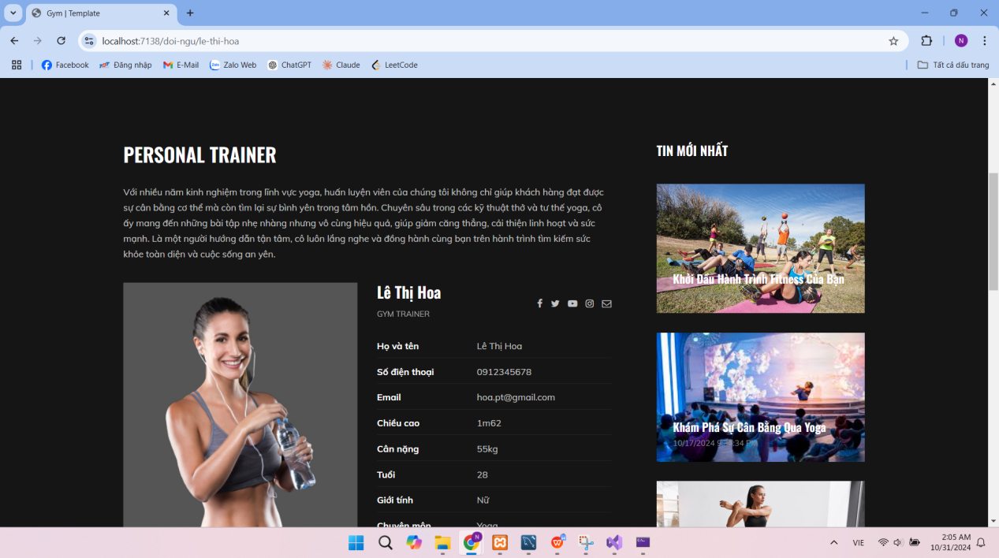 Gym | Template
localhost:7138/doi-ngu/le-thi-hoa
N
Facebook
Đăng nhập
E-Mail
Zalo Web
ChatGPT
Claude
LeetCode
Tất cả dấu trang
PERSONAL TRAINER
Với nhiều năm kinh nghiệm trong lĩnh vực yoga, huấn luyện viên của chúng tôi không chỉ giúp khách hàng đạt được
sự cân bằng cơ thể mà còn tìm lại sự bình yên trong tâm hồn. Chuyên sâu trong các kỹ thuật thở và tư thế yoga, cô
ấy mang đến những bài tập nhẹ nhàng nhưng vô cùng hiệu quả, giúp giảm căng thẳng, cải thiện linh hoạt và sức
mạnh. Là một người hướng dẫn tận tâm, cô luôn lắng nghe và đồng hành cùng bạn trên hành trình tìm kiếm sức
khỏe toàn diện và cuộc sống an yên.
Lê Thị Hoa
GYM TRAINER
Họ và tên Lê Thị Hoa
Số điện thoại 0912345678
Email hoa.pt@gmail.com
Chiều cao 1m62
Cân nặng 55kg
Tuổi 28
Giới tính Nữ
Chuyên môn Yoga
TIN MỚI NHẤT
Khởi Đầu Hành Trình Fitness Của Bạn
Khám Phá Sự Cân Bằng Qua Yoga
10/17/2024
VIE
2:05 AM
10/31/2024